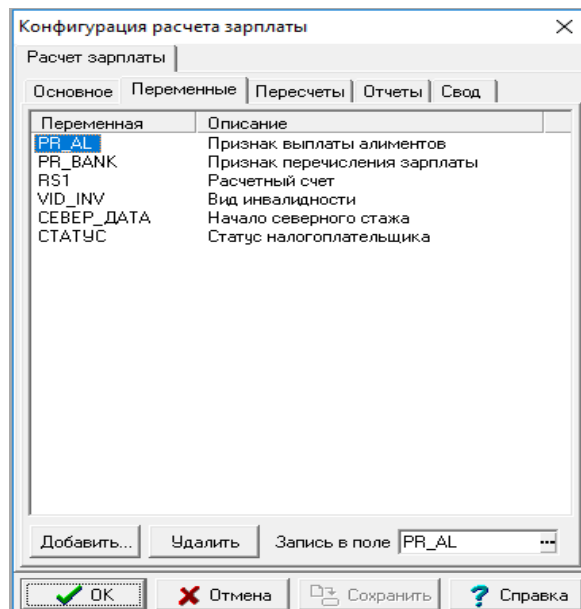 Конфигурация расчета зарплаты
Расчет зарплаты
Основное Переменные Пересчеты Отчеты Свод
Переменная Описание
PR_AL Признак выплаты алиментов
PR_BANK Признак перечисления зарплаты
RS1 Расчетный счет
VID_INV Вид инвалидности
СЕВЕР_ДАТА Начало северного стажа
СТАТУС Статус налогоплательщика
Добавить... Удалить Запись в поле PR_AL ...
OK Отмена Сохранить Справка